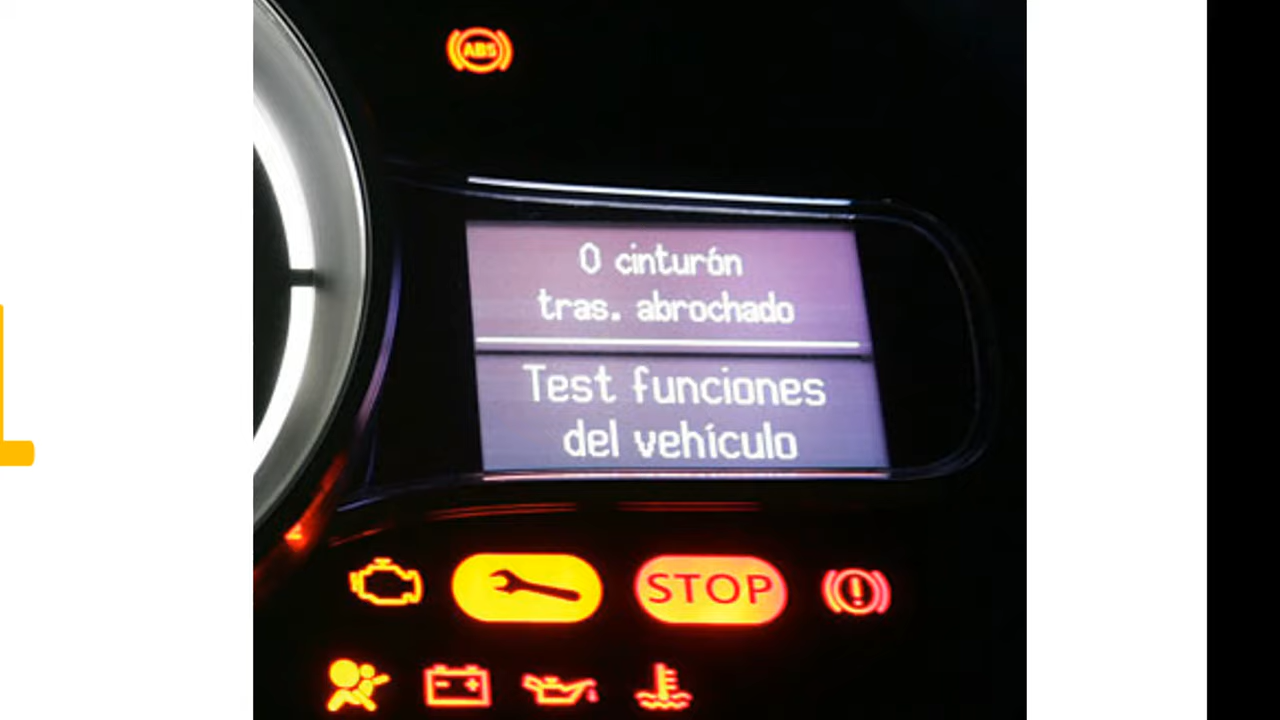 ABS
0 cinturón
tras. abrochado
Test funciones
del vehículo
STOP